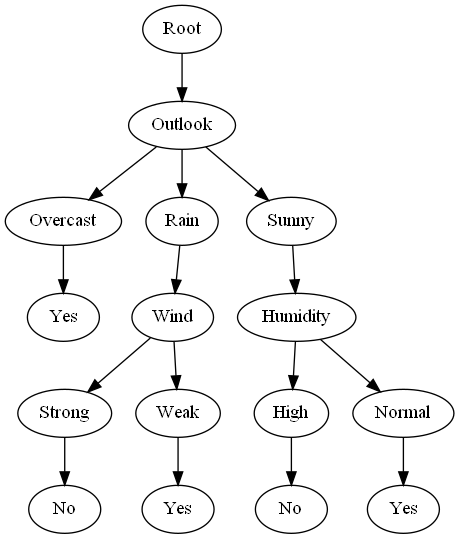 Root
Outlook
Overcast
Rain
Sunny
Yes
Wind
Humidity
Strong
Weak
High
Normal
No
Yes
No
Yes